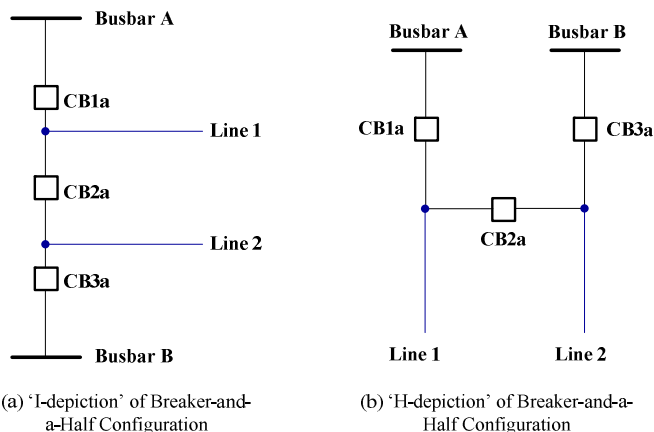 Busbar A
CB1a
Line 1
CB2a
Line 2
CB3a
Busbar B
(a) 'I-depiction' of Breaker-and-
a-Half Configuration
Busbar A
Busbar B
CB1a
CB3a
CB2a
Line 1
Line 2
(b) 'H-depiction' of Breaker-and-a-
Half Configuration